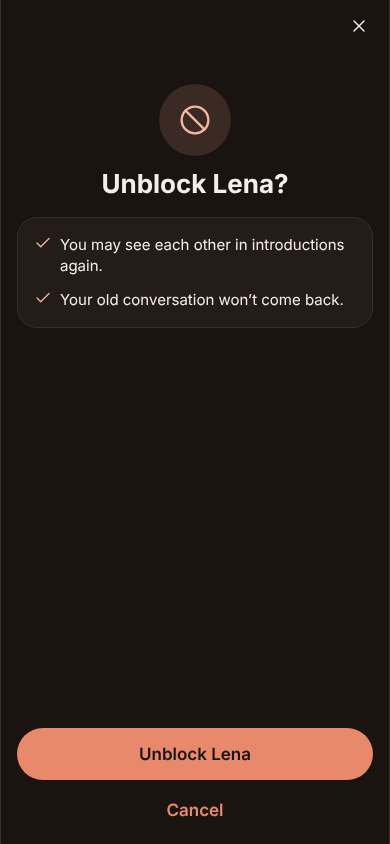 Unblock Lena?
You may see each other in introductions
again.
Your old conversation won’t come back.
Unblock Lena
Cancel